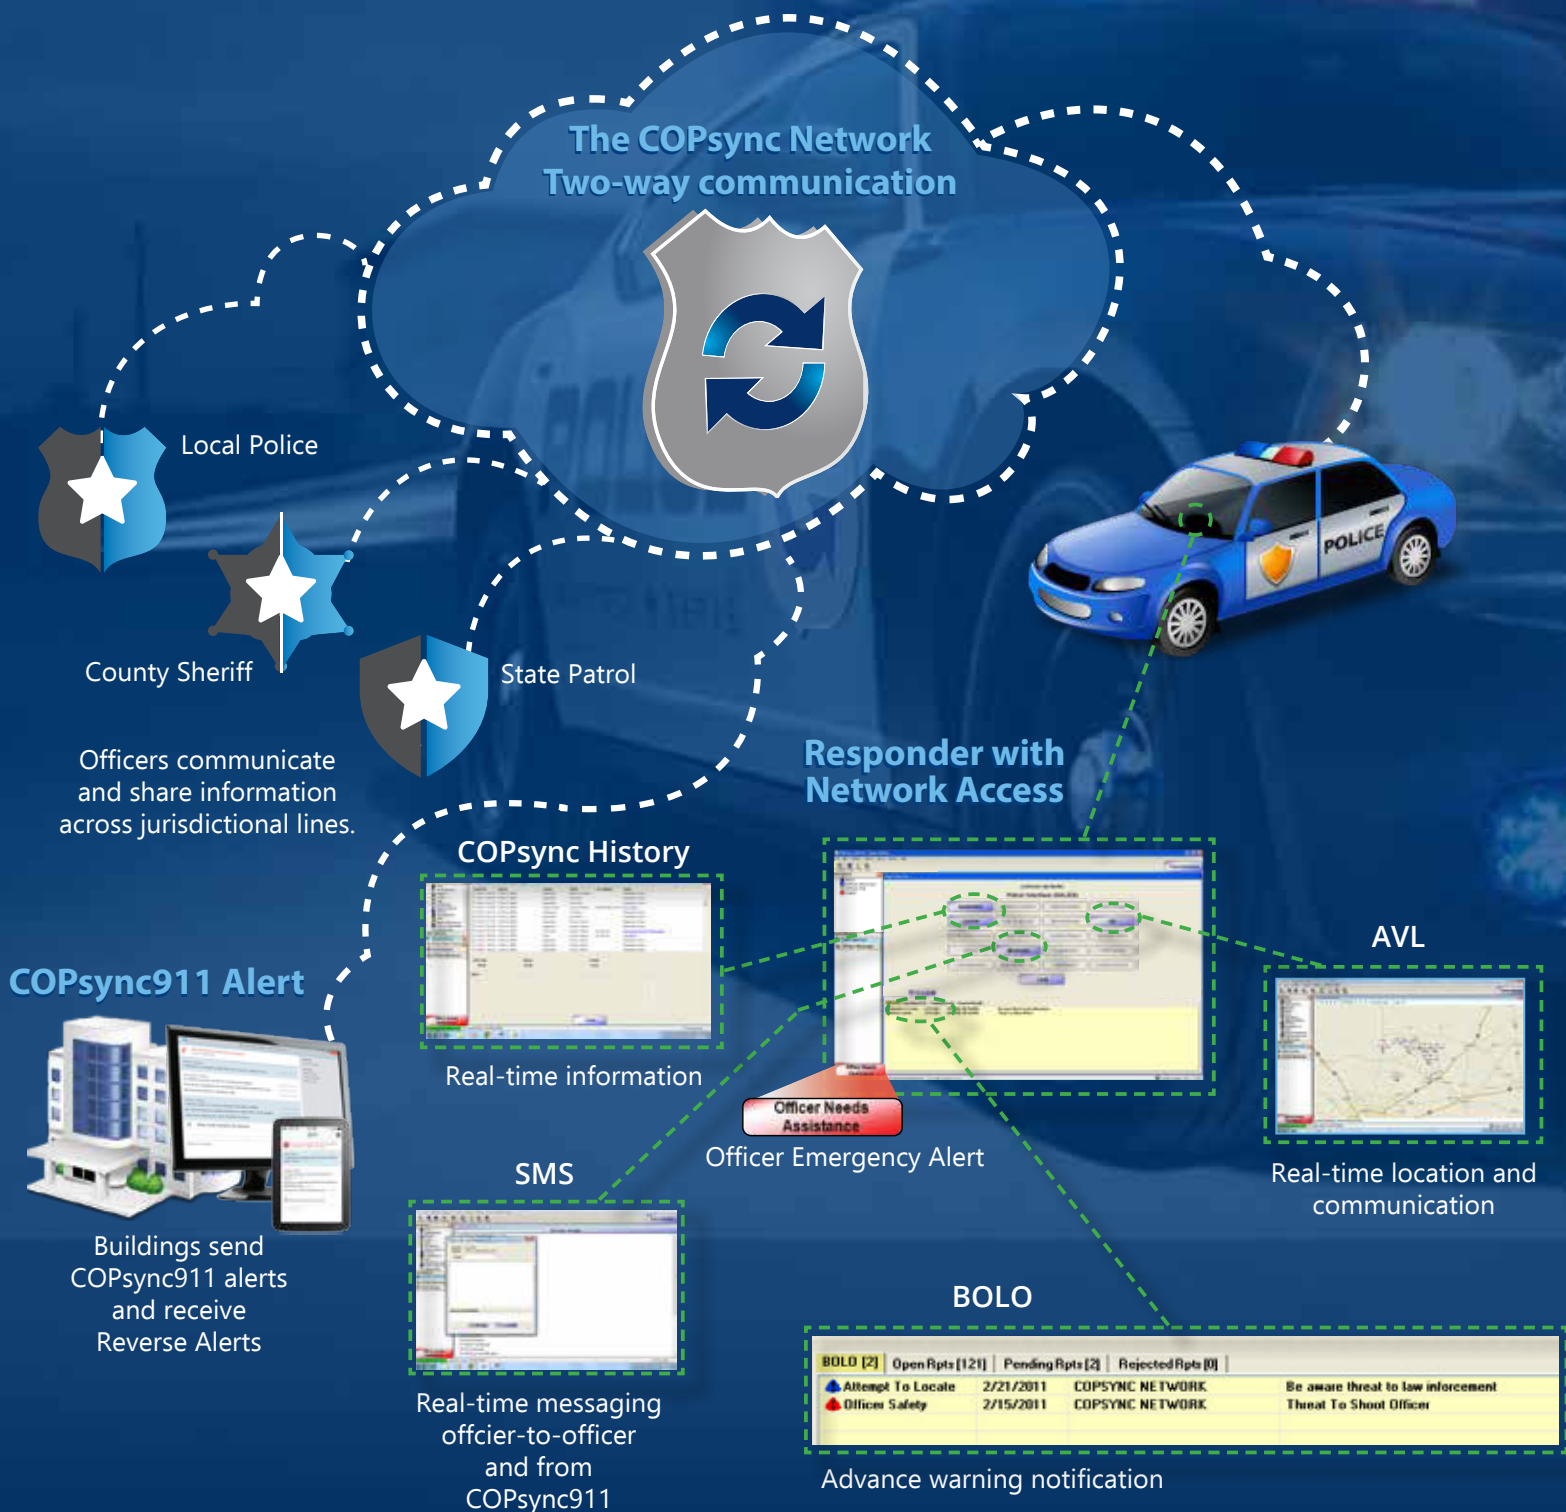 The COPsync Network
Two-way communication
Local Police
County Sheriff
State Patrol
Officers communicate
and share information
across jurisdictional lines.
POLICE
Responder with
Network Access
COPsync History
Real-time information
AVL
Real-time location and
communication
COPsync911 Alert
Buildings send
COPsync911 alerts
and receive
Reverse Alerts
Officer Needs
Assistance
Officer Emergency Alert
SMS
Real-time messaging
offcier-to-officer
and from
COPsync911
BOLO
BOLO [2] Open Rpts [121] Pending Rpts [2] Rejected Rpts [0]
Attempt To Locate 2/21/2011 COPSYNC NETWORK Be aware threat to law inforcement
Officer Safety 2/15/2011 COPSYNC NETWORK Threat To Shoot Officer
Advance warning notification